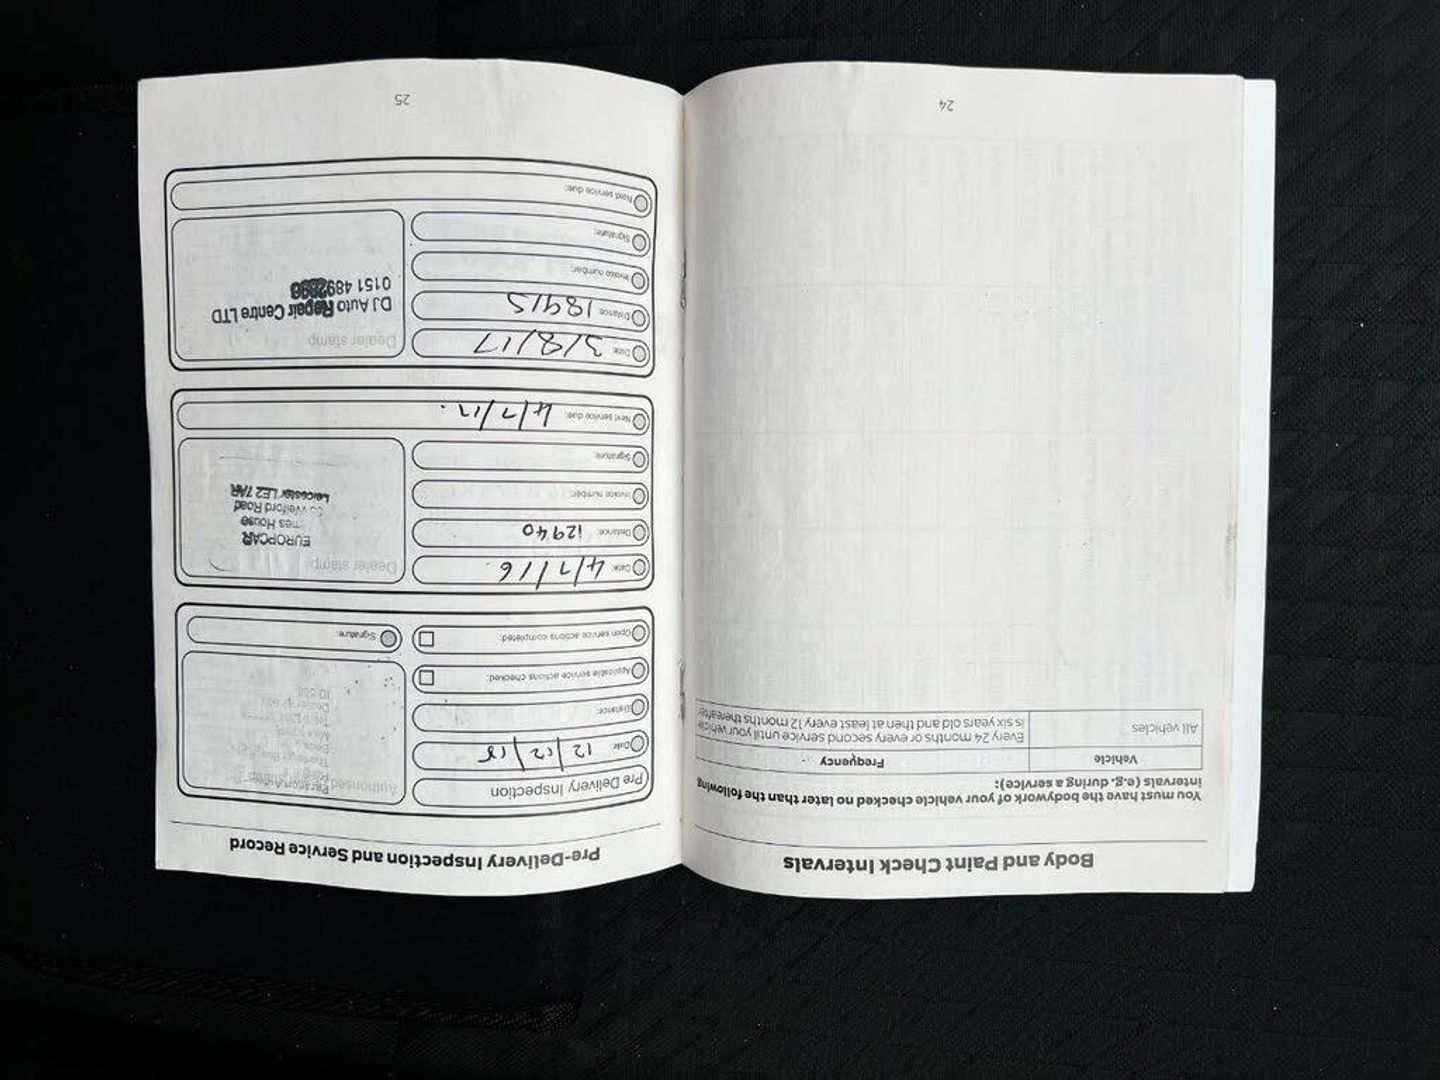 Body and Paint Check Intervals
You must have the bodywork of your vehicle checked no later than the following
intervals (e.g. during a service):
Vehicle Frequency
All vehicles Every 24 months or every second service until your vehicle
is six years old and then at least every 12 months thereafter
24
Pre-Delivery Inspection and Service Record
Pre Delivery Inspection
Date: 12/12/15
Distance:
Applicable service actions checked:
Open service actions completed:
Authorised
Signature:
Date: 4/7/16
Distance: 12940
Invoice number:
Signature:
Next service due: 4/7/17.
Dealer stamp
EUROPCAR
mes House
Welford Road
Leicester LE2 7AR
Date: 3/8/17
Distance: 18915
Invoice number:
Signature:
Next service due:
Dealer stamp
DJ Auto Repair Centre LTD
0151 489
25